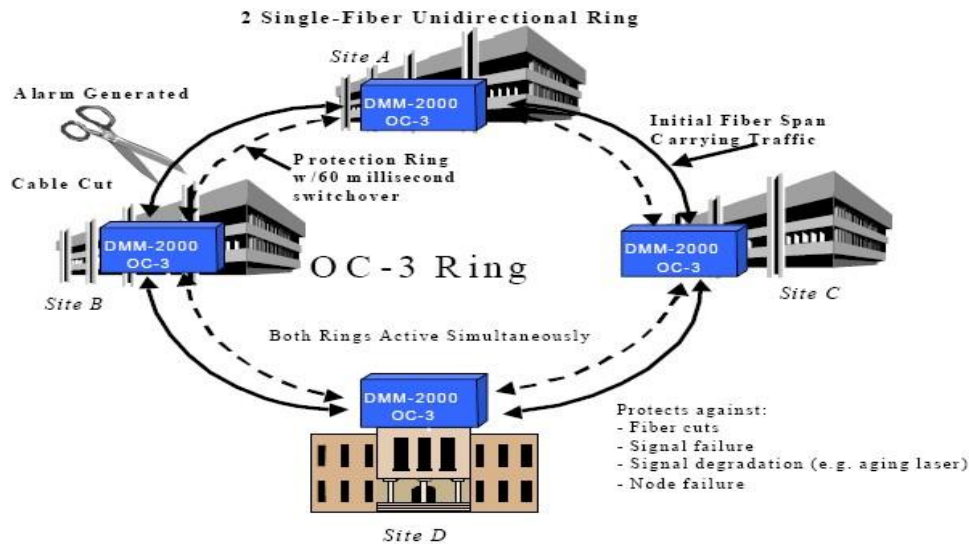 2 Single-Fiber Unidirectional Ring
Site A
Alarm Generated
DMM-2000
OC-3
Initial Fiber Span
Carrying Traffic
Protection Ring
w/60 millisecond
switchover
Cable Cut
DMM-2000
OC-3
OC-3 Ring
DMM-2000
OC-3
Site B
Site C
Both Rings Active Simultaneously
DMM-2000
OC-3
Protects against:
- Fiber cuts
- Signal failure
- Signal degradation (e.g. aging laser)
- Node failure
Site D